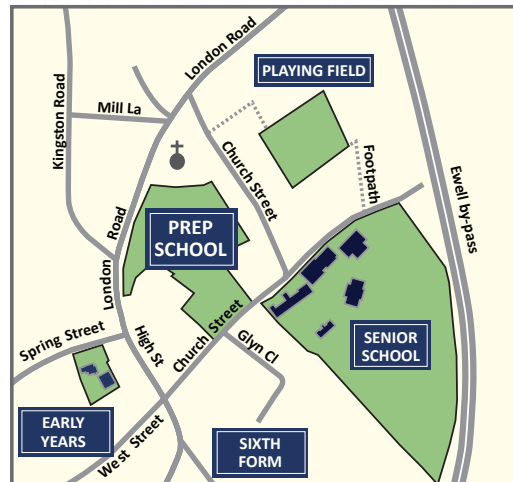 London Road
PLAYING FIELD
Kingston Road
Mill La
Church Street
Footpath
Ewell by-pass
London Road
PREP
SCHOOL
Spring Street
High St
Church Street
Glyn Cl
SENIOR
SCHOOL
EARLY
YEARS
West Street
SIXTH
FORM